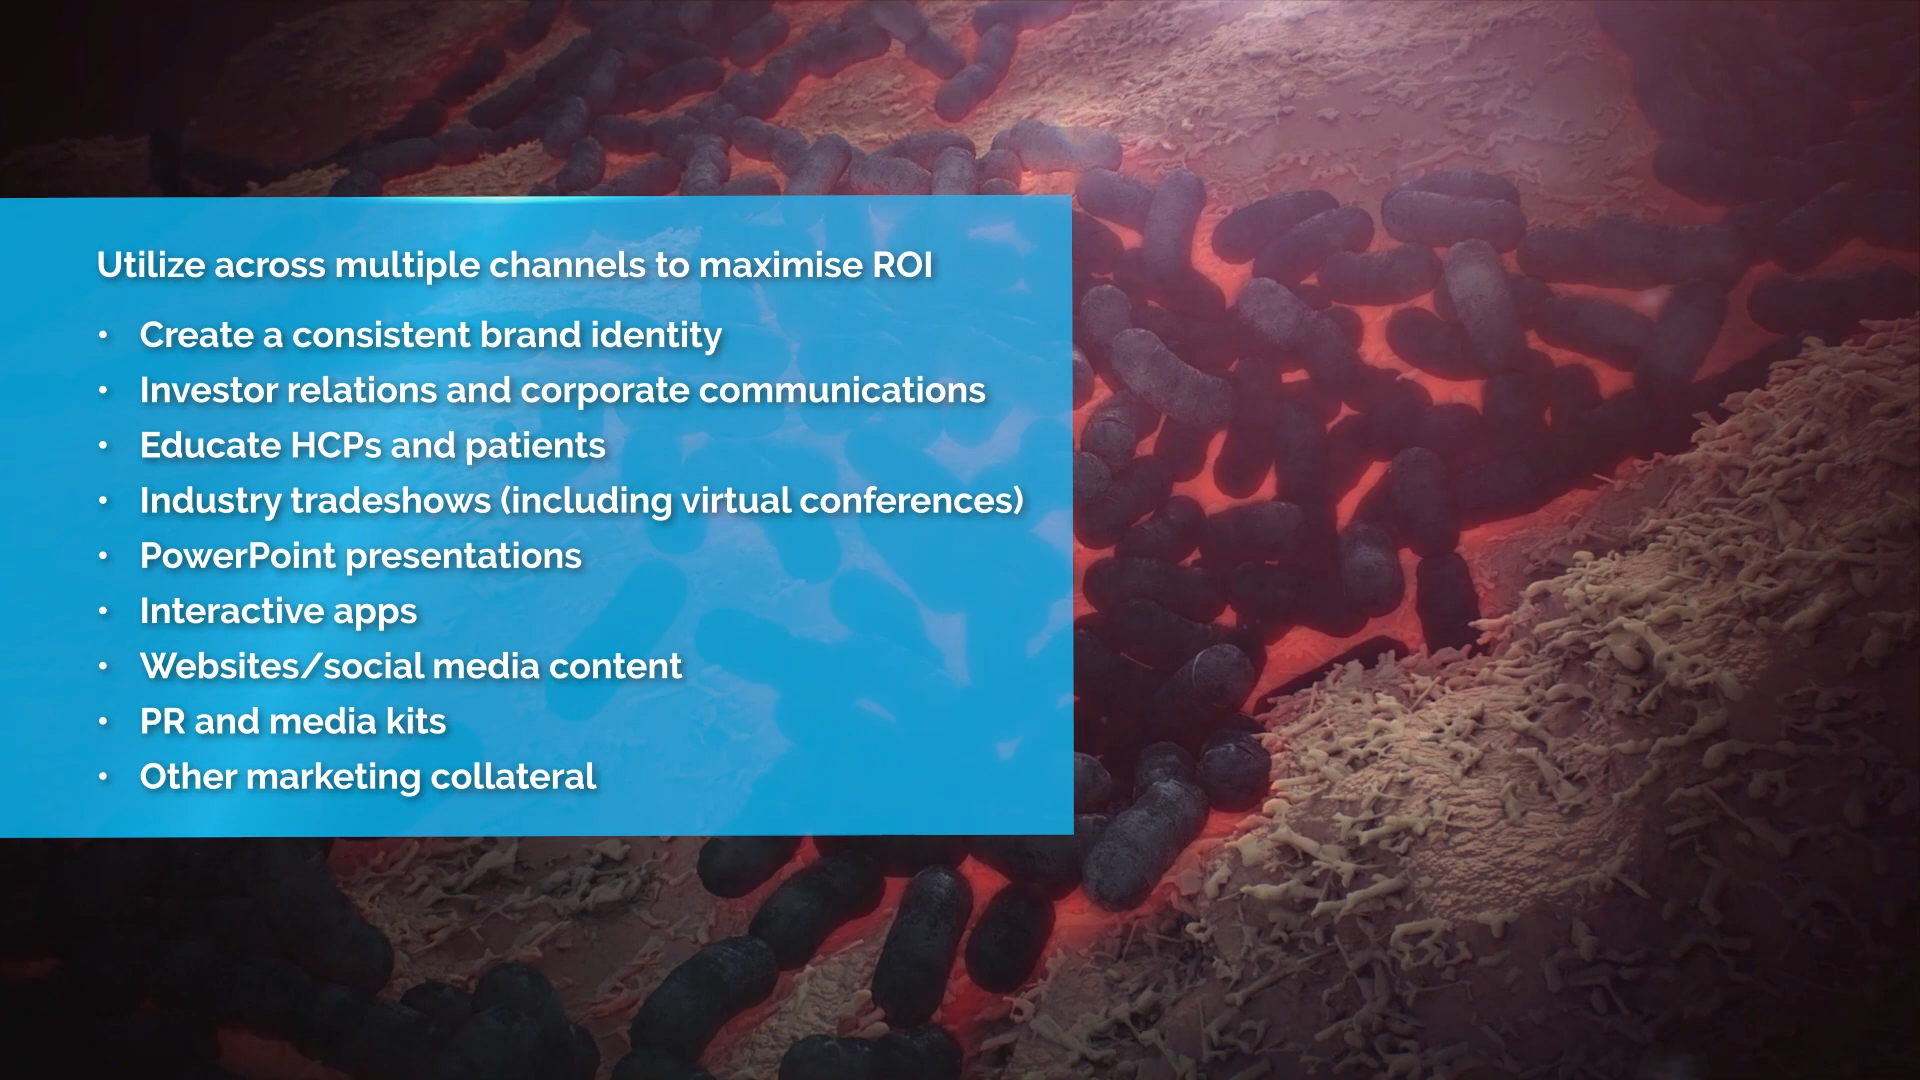 Utilize across multiple channels to maximise ROI
• Create a consistent brand identity
• Investor relations and corporate communications
• Educate HCPs and patients
• Industry tradeshows (including virtual conferences)
• PowerPoint presentations
• Interactive apps
• Websites/social media content
• PR and media kits
• Other marketing collateral